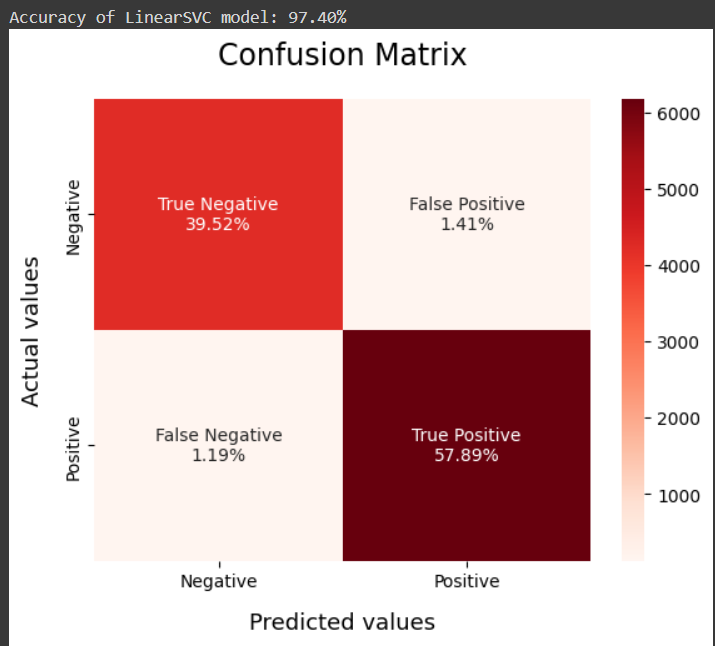 Accuracy of LinearSVC model: 97.40%
Confusion Matrix
Actual values
Negative
Positive
True Negative
39.52%
False Positive
1.41%
False Negative
1.19%
True Positive
57.89%
Negative
Positive
Predicted values
6000
5000
4000
3000
2000
1000